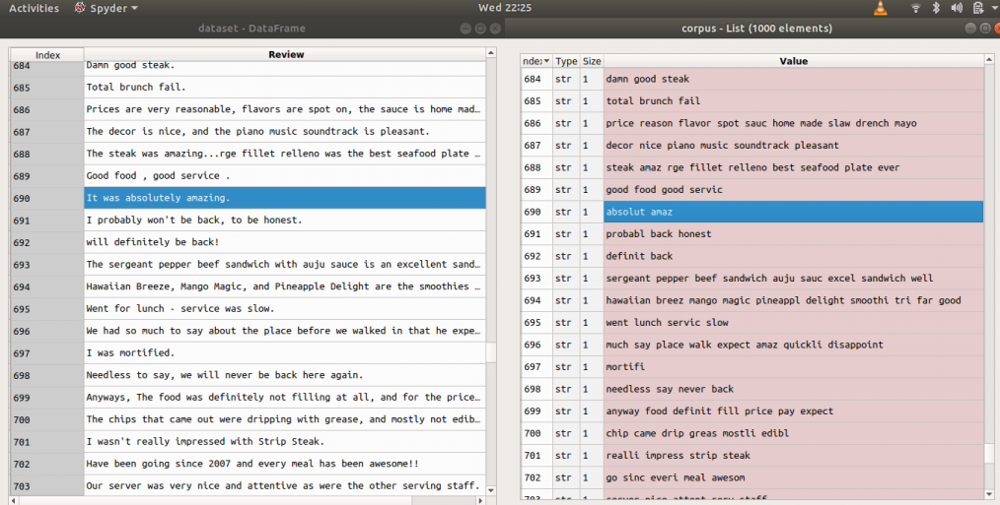 Activities Spyder Wed 22:25
dataset - DataFrame
Index Review
684 Damn good steak.
685 Total brunch fail.
686 Prices are very reasonable, flavors are spot on, the sauce is home mad…
687 The decor is nice, and the piano music soundtrack is pleasant.
688 The steak was amazing...rge fillet relleno was the best seafood plate …
689 Good food , good service .
690 It was absolutely amazing.
691 I probably won't be back, to be honest.
692 will definitely be back!
693 The sergeant pepper beef sandwich with auju sauce is an excellent sand…
694 Hawaiian Breeze, Mango Magic, and Pineapple Delight are the smoothies …
695 Went for lunch - service was slow.
696 We had so much to say about the place before we walked in that he expe…
697 I was mortified.
698 Needless to say, we will never be back here again.
699 Anyways, The food was definitely not filling at all, and for the price…
700 The chips that came out were dripping with grease, and mostly not edib…
701 I wasn't really impressed with Strip Steak.
702 Have been going since 2007 and every meal has been awesome!!
703 Our server was very nice and attentive as were the other serving staff.
corpus - List (1000 elements)
ndex Type Size Value
684 str 1 damn good steak
685 str 1 total brunch fail
686 str 1 price reason flavor spot sauc home made slaw drench mayo
687 str 1 decor nice piano music soundtrack pleasant
688 str 1 steak amaz rge fillet relleno best seafood plate ever
689 str 1 good food good servic
690 str 1 absolut amaz
691 str 1 probabl back honest
692 str 1 definit back
693 str 1 sergeant pepper beef sandwich auju sauc excel sandwich well
694 str 1 hawaiian breez mango magic pineappl delight smoothi tri far good
695 str 1 went lunch servic slow
696 str 1 much say place walk expect amaz quickli disappoint
697 str 1 mortifi
698 str 1 needless say never back
699 str 1 anyway food definit fill price pay expect
700 str 1 chip came drip greas mostli edibl
701 str 1 realli impress strip steak
702 str 1 go sinc everi meal awesom
703 str 1 server nice attent serv staff